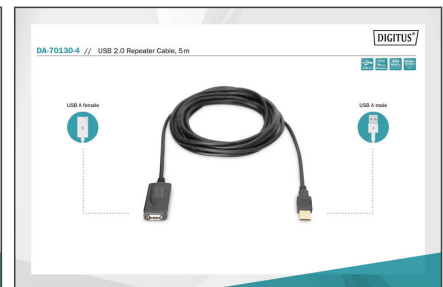 DIGITUS®
DA-70130-4 // USB 2.0 Repeater Cable, 5m
USB A female
USB A male